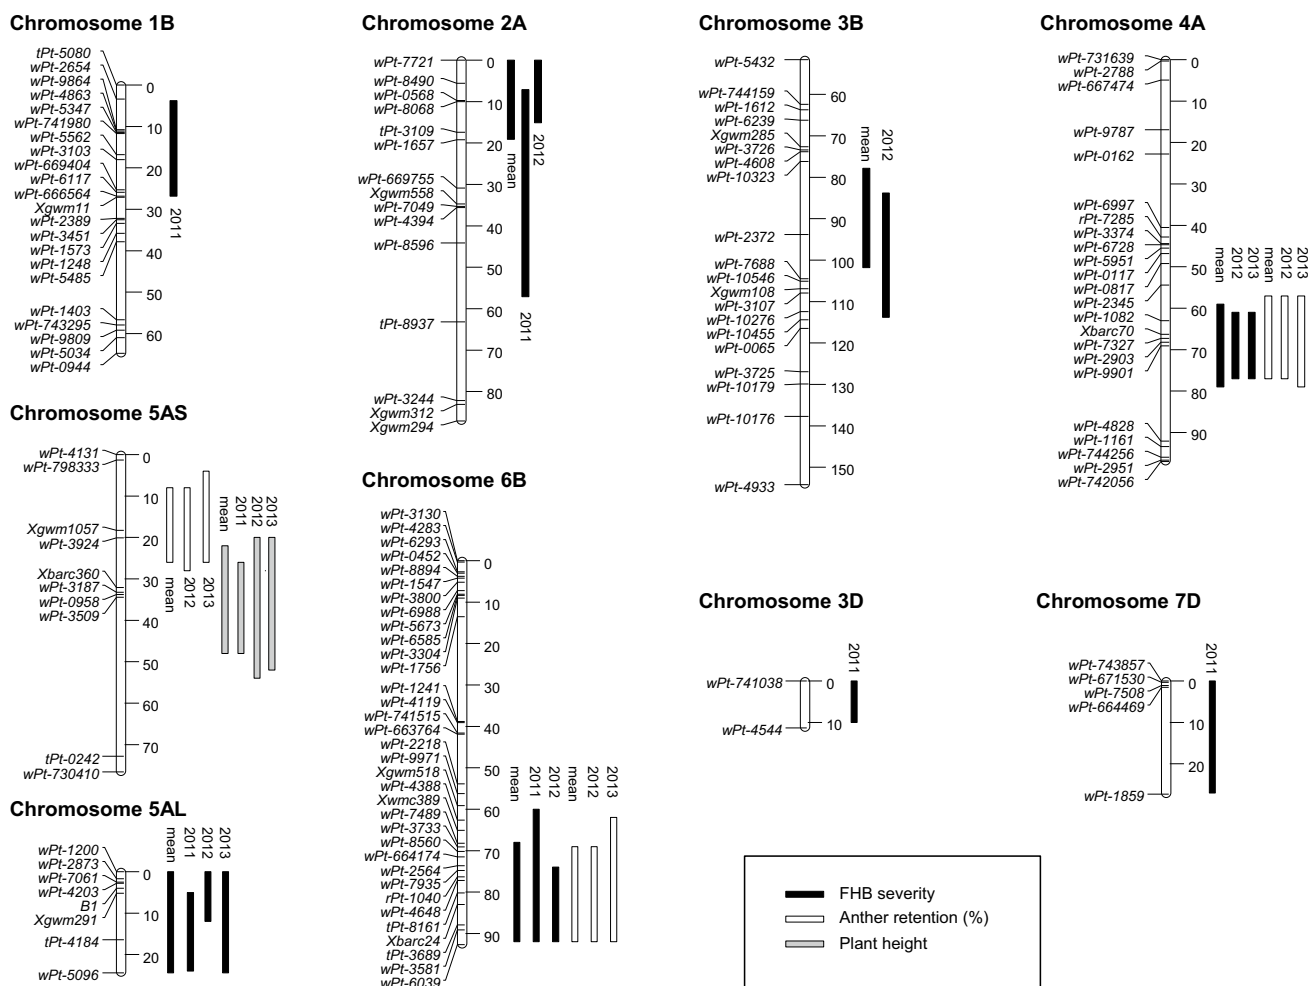 Chromosome 1B
tPt-5080
wPt-2654
wPt-9864
wPt-4863
wPt-5347
wPt-741980
wPt-5562
wPt-3103
wPt-669404
wPt-6117
wPt-666564
Xgwm11
wPt-2389
wPt-3451
wPt-1573
wPt-1248
wPt-5485
wPt-1403
wPt-743295
wPt-9809
wPt-5034
wPt-0944
0
10
20
30
40
50
60
2011
Chromosome 2A
wPt-7721
wPt-8490
wPt-0568
wPt-8068
tPt-3109
wPt-1657
wPt-669755
Xgwm558
wPt-7049
wPt-4394
wPt-8596
tPt-8937
wPt-3244
Xgwm312
Xgwm294
0
10
20
30
40
50
60
70
80
mean
2011
2012
Chromosome 3B
wPt-5432
wPt-744159
wPt-1612
wPt-6239
Xgwm285
wPt-3726
wPt-4608
wPt-10323
wPt-2372
wPt-7688
wPt-10546
Xgwm108
wPt-3107
wPt-10276
wPt-10455
wPt-0065
wPt-3725
wPt-10179
wPt-10176
wPt-4933
60
70
80
90
100
110
120
130
140
150
mean
2012
Chromosome 4A
wPt-731639
wPt-2788
wPt-667474
wPt-9787
wPt-0162
wPt-6997
rPt-7285
wPt-3374
wPt-6728
wPt-5951
wPt-0117
wPt-0817
wPt-2345
wPt-1082
Xbarc70
wPt-7327
wPt-2903
wPt-9901
wPt-4828
wPt-1161
wPt-744256
wPt-2951
wPt-742056
0
10
20
30
40
50
60
70
80
90
mean
2012
2013
mean
2012
2013
Chromosome 5AS
wPt-4131
wPt-798333
Xgwm1057
wPt-3924
Xbarc360
wPt-3187
wPt-0958
wPt-3509
tPt-0242
wPt-730410
0
10
20
30
40
50
60
70
mean
2012
2013
mean
2011
2012
2013
Chromosome 5AL
wPt-1200
wPt-2873
wPt-7061
wPt-4203
B1
Xgwm291
tPt-4184
wPt-5096
0
10
20
mean
2011
2012
2013
Chromosome 6B
wPt-3130
wPt-4283
wPt-6293
wPt-0452
wPt-8894
wPt-1547
wPt-3800
wPt-6988
wPt-5673
wPt-6585
wPt-3304
wPt-1756
wPt-1241
wPt-4119
wPt-741515
wPt-663764
wPt-2218
wPt-9971
Xgwm518
wPt-4388
Xwmc389
wPt-7489
wPt-3733
wPt-8560
wPt-664174
wPt-2564
wPt-7935
rPt-1040
wPt-4648
tPt-8161
Xbarc24
tPt-3689
wPt-3581
wPt-6039
0
10
20
30
40
50
60
70
80
90
mean
2011
2012
mean
2012
2013
Chromosome 3D
wPt-741038
wPt-4544
0
10
2011
Chromosome 7D
wPt-743857
wPt-671530
wPt-7508
wPt-664469
wPt-1859
0
10
20
2011
FHB severity
Anther retention (%)
Plant height